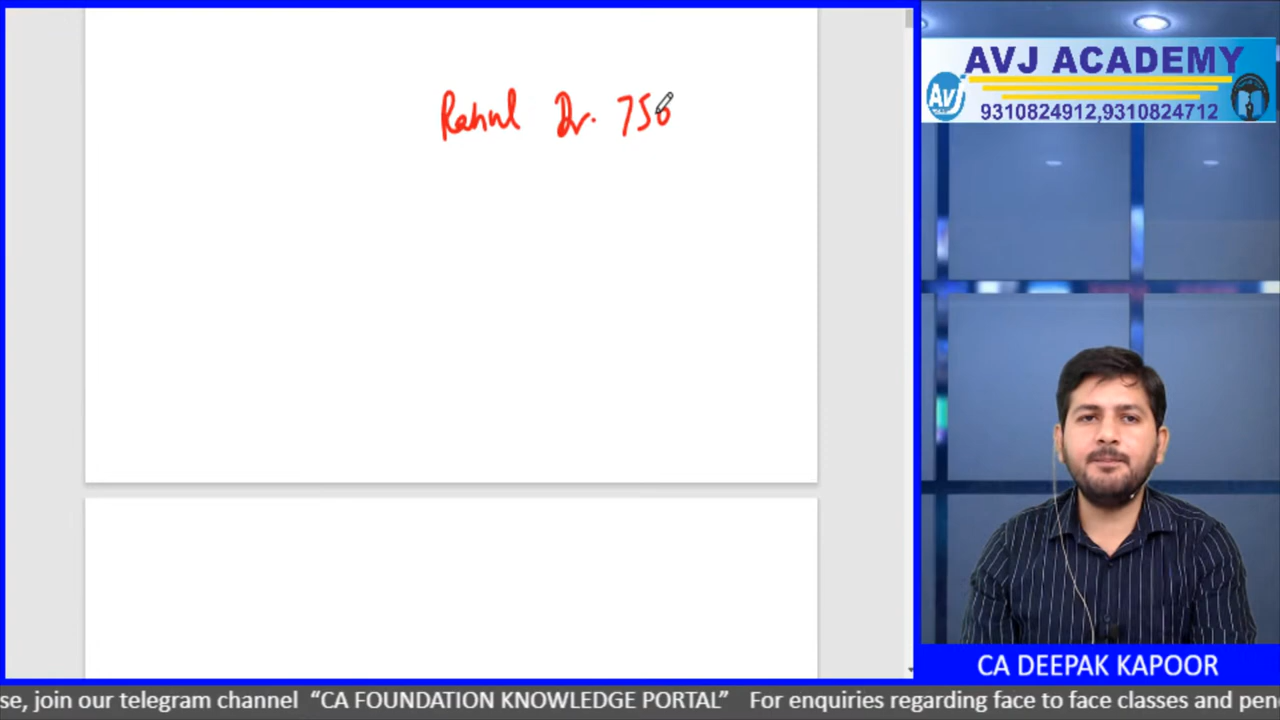 Rahul Dr. 750
AVJ ACADEMY
AV
9310824912,9310824712
CA DEEPAK KAPOOR
se, join our telegram channel “CA FOUNDATION KNOWLEDGE PORTAL” For enquiries regarding face to face classes and pen